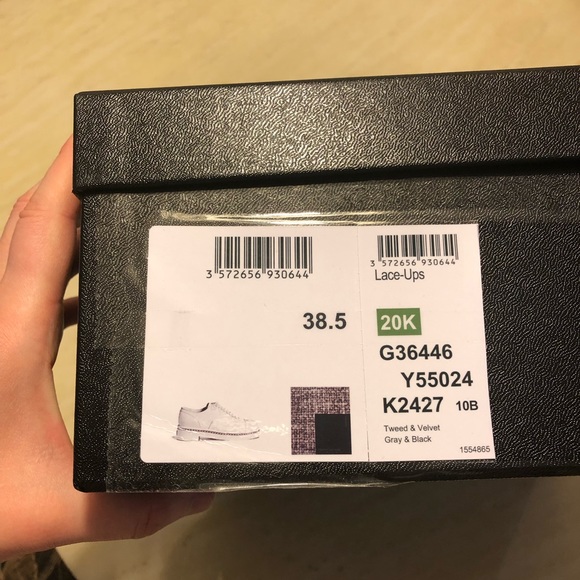 3 572656 930644
38.5
3 572656 930644
Lace-Ups
20K
G36446
Y55024
K2427 10B
Tweed & Velvet
Gray & Black
1554865